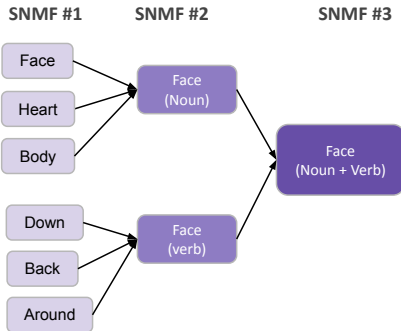 SNMF #1 SNMF #2 SNMF #3
Face
Heart
Body
Down
Back
Around
Face
(Noun)
Face
(verb)
Face
(Noun + Verb)